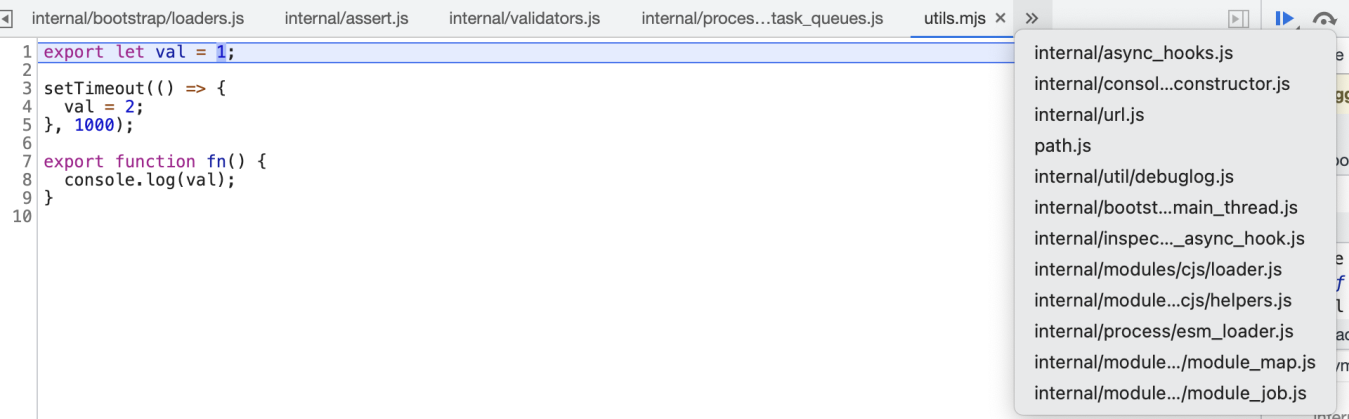 internal/bootstrap/loaders.js internal/assert.js internal/validators.js internal/proces…task_queues.js utils.mjs × »
1 export let val = 1;
2
3 setTimeout(() => {
4 val = 2;
5 }, 1000);
6
7 export function fn() {
8 console.log(val);
9 }
10
internal/async_hooks.js
internal/consol…constructor.js
internal/url.js
path.js
internal/util/debuglog.js
internal/bootst…main_thread.js
internal/inspec…_async_hook.js
internal/modules/cjs/loader.js
internal/module…cjs/helpers.js
internal/process/esm_loader.js
internal/module…/module_map.js
internal/module…/module_job.js